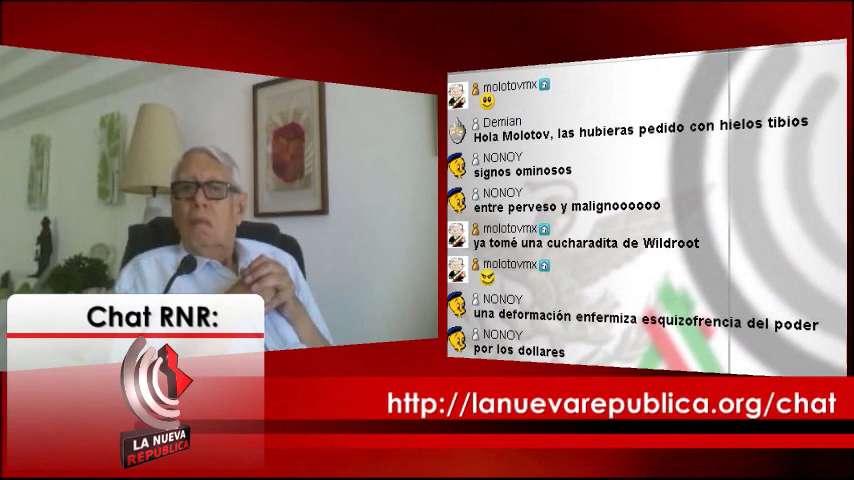 molotovmx
Demian
Hola Molotov, las hubieras pedido con hielos tibios
NONOY
signos ominosos
NONOY
entre perveso y malignoooooo
molotovmx
ya tomé una cucharadita de Wildroot
molotovmx
NONOY
una deformación enfermiza esquizofrencia del poder
NONOY
por los dollares
Chat RNR:
LA NUEVA
REPUBLICA
http://lanuevarepublica.org/chat